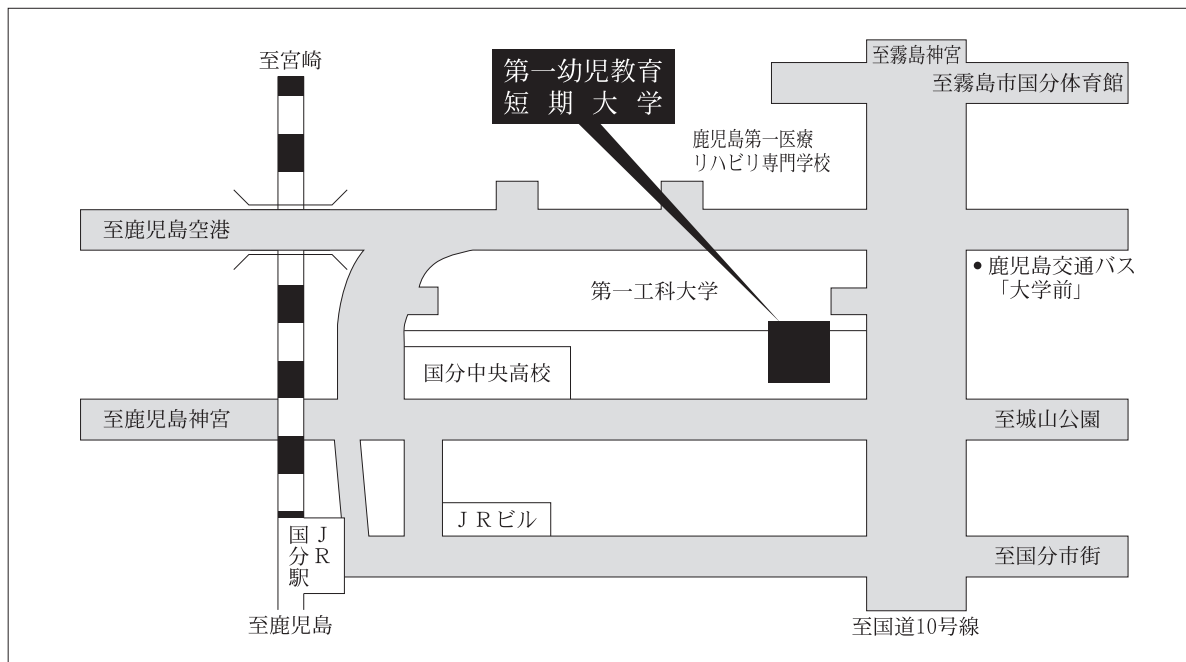 至宮崎
第一幼児教育
短期大学
至霧島神宮
至霧島市国分体育館
鹿児島第一医療
リハビリ専門学校
至鹿児島空港
鹿児島交通バス
「大学前」
第一工科大学
国分中央高校
至鹿児島神宮
至城山公園
ＪＲビル
ＪＲ
国分駅
至国分市街
至鹿児島
至国道10号線